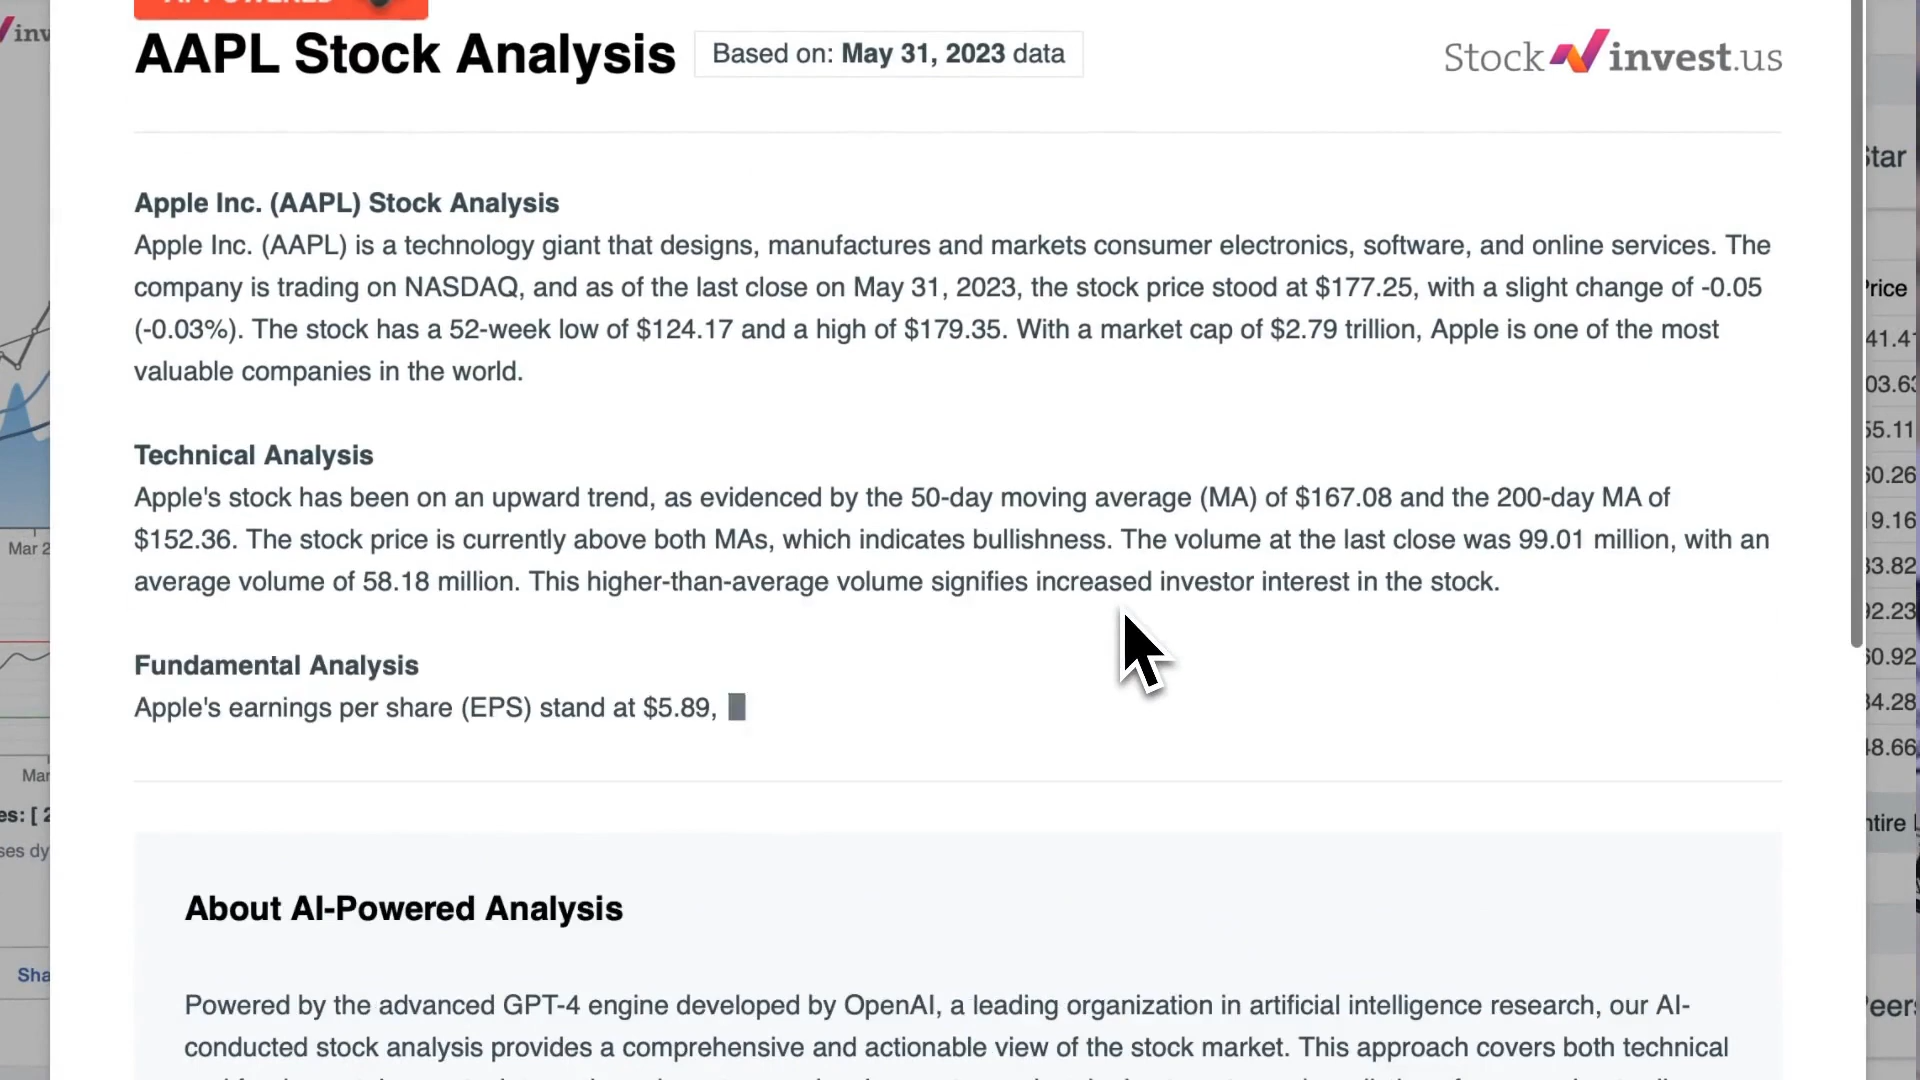 AAPL Stock Analysis
Based on: May 31, 2023 data
Stock invest.us
Apple Inc. (AAPL) Stock Analysis
Apple Inc. (AAPL) is a technology giant that designs, manufactures and markets consumer electronics, software, and online services. The
company is trading on NASDAQ, and as of the last close on May 31, 2023, the stock price stood at $177.25, with a slight change of -0.05
(-0.03%). The stock has a 52-week low of $124.17 and a high of $179.35. With a market cap of $2.79 trillion, Apple is one of the most
valuable companies in the world.
Technical Analysis
Apple's stock has been on an upward trend, as evidenced by the 50-day moving average (MA) of $167.08 and the 200-day MA of
$152.36. The stock price is currently above both MAs, which indicates bullishness. The volume at the last close was 99.01 million, with an
average volume of 58.18 million. This higher-than-average volume signifies increased investor interest in the stock.
Fundamental Analysis
Apple's earnings per share (EPS) stand at $5.89,
About AI-Powered Analysis
Powered by the advanced GPT-4 engine developed by OpenAI, a leading organization in artificial intelligence research, our AI-
conducted stock analysis provides a comprehensive and actionable view of the stock market. This approach covers both technical